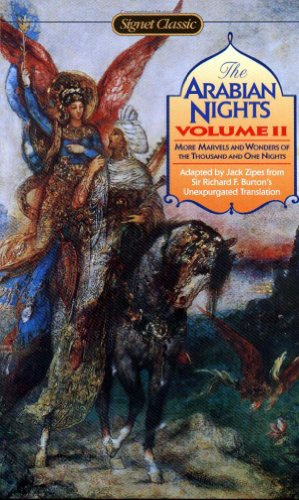 Signet Classic
The
ARABIAN
NIGHTS
VOLUME II
MORE MARVELS AND WONDERS OF
THE THOUSAND AND ONE NIGHTS
Adapted by Jack Zipes from
Sir Richard F. Burton's
Unexpurgated Translation